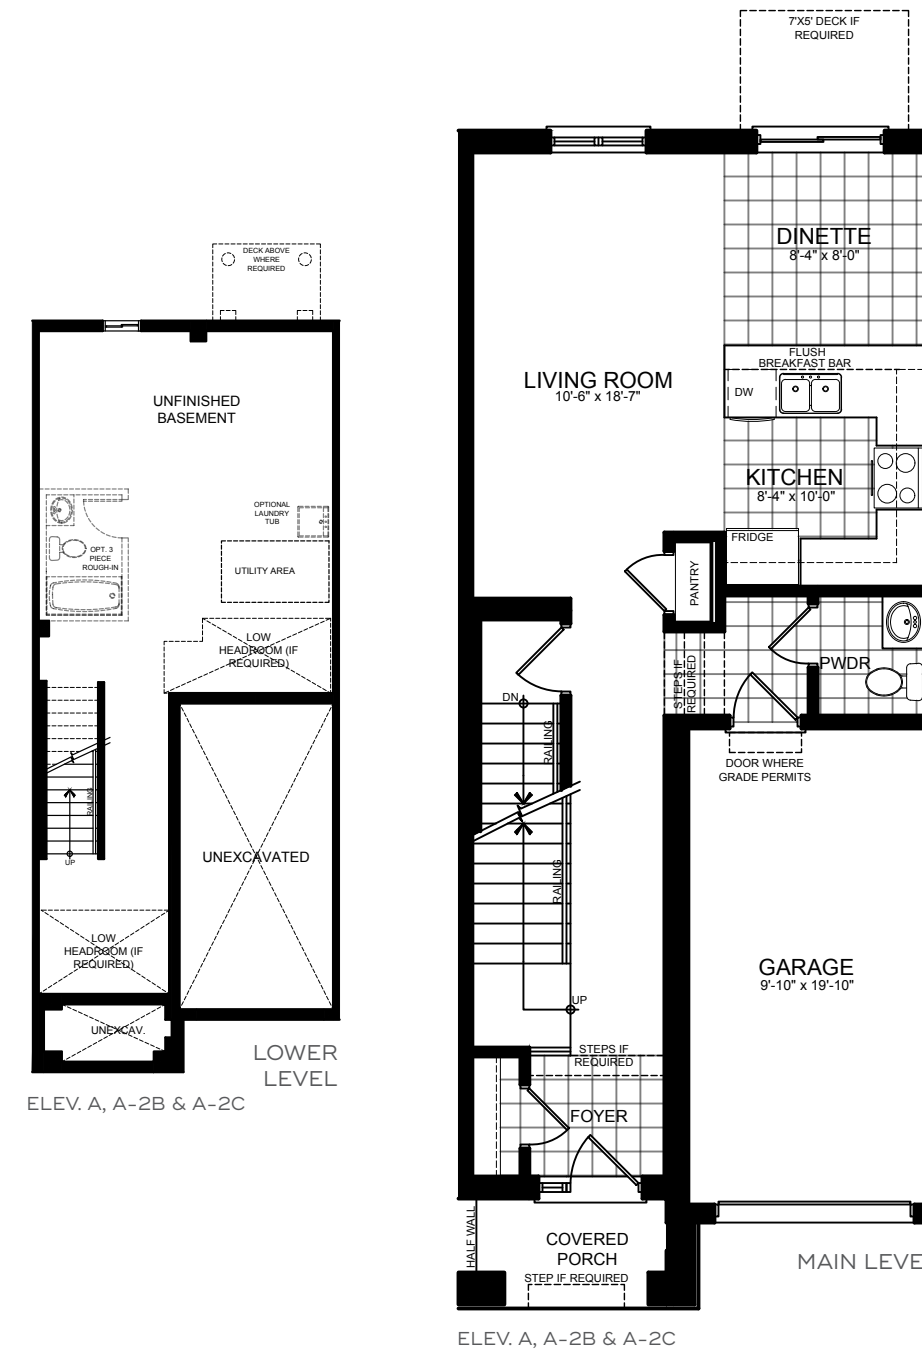 DECK ABOVE
WHERE
REQUIRED
UNFINISHED
BASEMENT
OPTIONAL
LAUNDRY
TUB
OPT. 3
PIECE
ROUGH-IN
UTILITY AREA
LOW
HEADROOM (IF
REQUIRED)
RAILING
UP
UNEXCAVATED
LOW
HEADROOM (IF
REQUIRED)
UNEXCAV.
LOWER
LEVEL
ELEV. A, A-2B & A-2C
7'X5' DECK IF
REQUIRED
DINETTE
8'-4" x 8'-0"
FLUSH
BREAKFAST BAR
DW
LIVING ROOM
10'-6" x 18'-7"
KITCHEN
8'-4" x 10'-0"
FRIDGE
PANTRY
STEPS IF
REQUIRED
PWDR
DN
RAILING
DOOR WHERE
GRADE PERMITS
RAILING
GARAGE
9'-10" x 19'-10"
UP
STEPS IF
REQUIRED
FOYER
HALF WALL
COVERED
PORCH
STEP IF REQUIRED
MAIN LEVE
ELEV. A, A-2B & A-2C